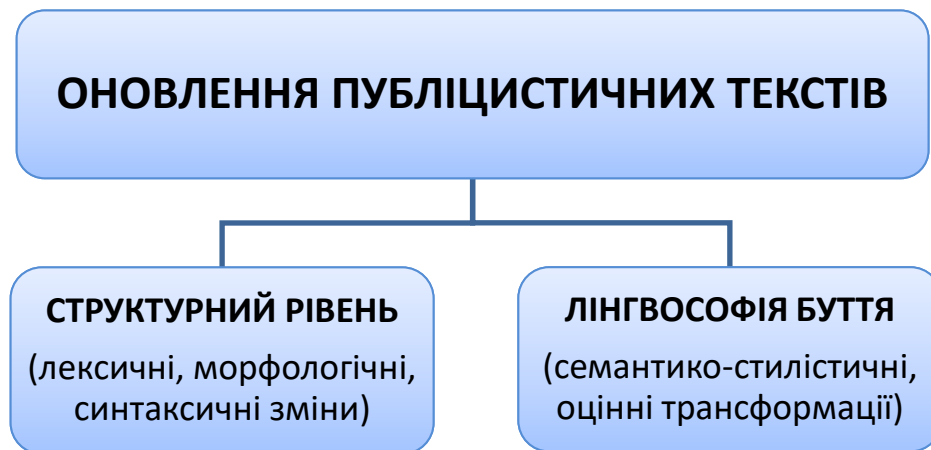 ОНОВЛЕННЯ ПУБЛІЦИСТИЧНИХ ТЕКСТІВ
СТРУКТУРНИЙ РІВЕНЬ
(лексичні, морфологічні,
синтаксичні зміни)
ЛІНГВОСОФІЯ БУТТЯ
(семантико-стилістичні,
оцінні трансформації)